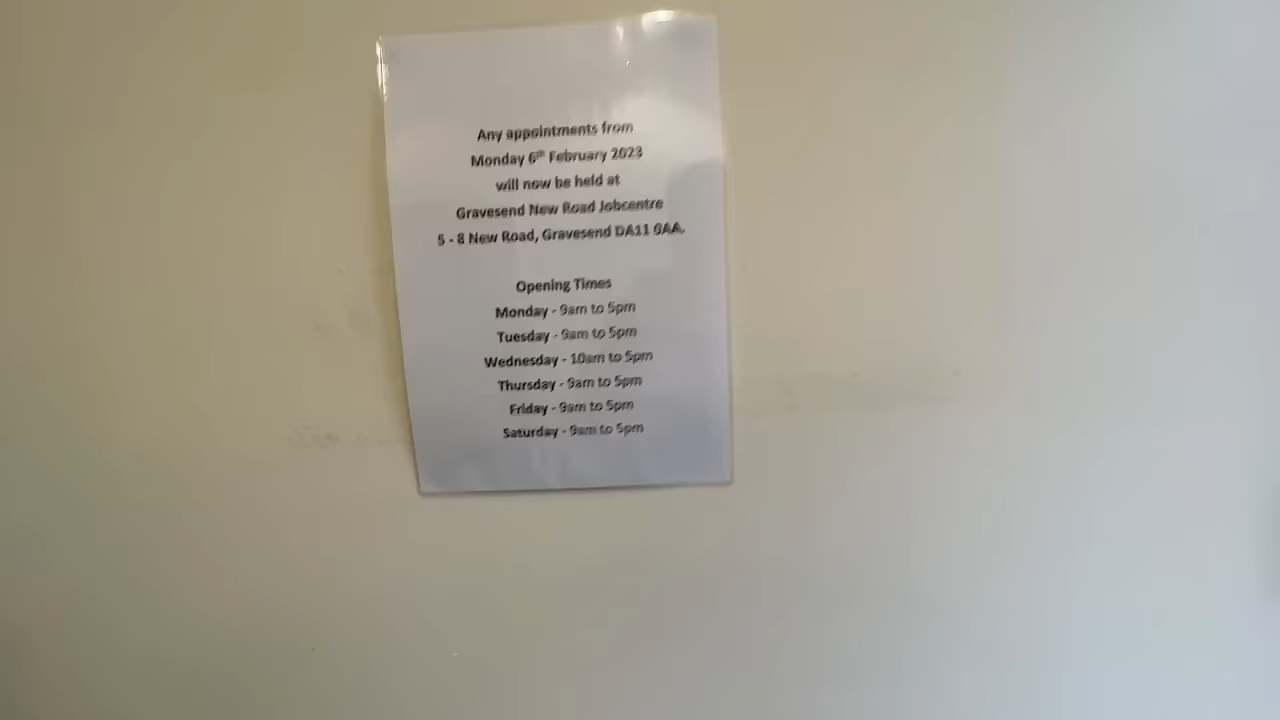 Any appointments from
Monday 6th February 2023
will now be held at
Gravesend New Road Jobcentre
5 - 8 New Road, Gravesend DA11 0AA.
Opening Times
Monday - 9am to 5pm
Tuesday - 9am to 5pm
Wednesday - 10am to 5pm
Thursday - 9am to 5pm
Friday - 9am to 5pm
Saturday - 9am to 5pm